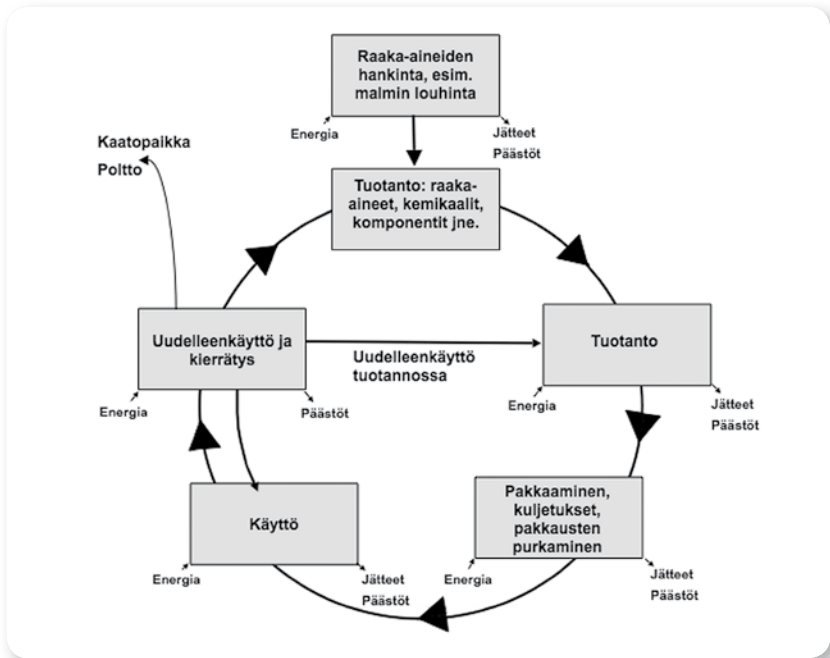 Raaka-aineiden
hankinta, esim.
malmin louhinta
Energia
Jätteet
Päästöt
Kaatopaikka
Poltto
Tuotanto: raaka-
aineet, kemikaalit,
komponentit jne.
Uudelleenkäyttö ja
kierrätys
Energia
Päästöt
Uudelleenkäyttö
tuotannossa
Tuotanto
Energia
Jätteet
Päästöt
Pakkaaminen,
kuljetukset,
pakkausten
purkaminen
Energia
Jätteet
Päästöt
Käyttö
Energia
Jätteet
Päästöt